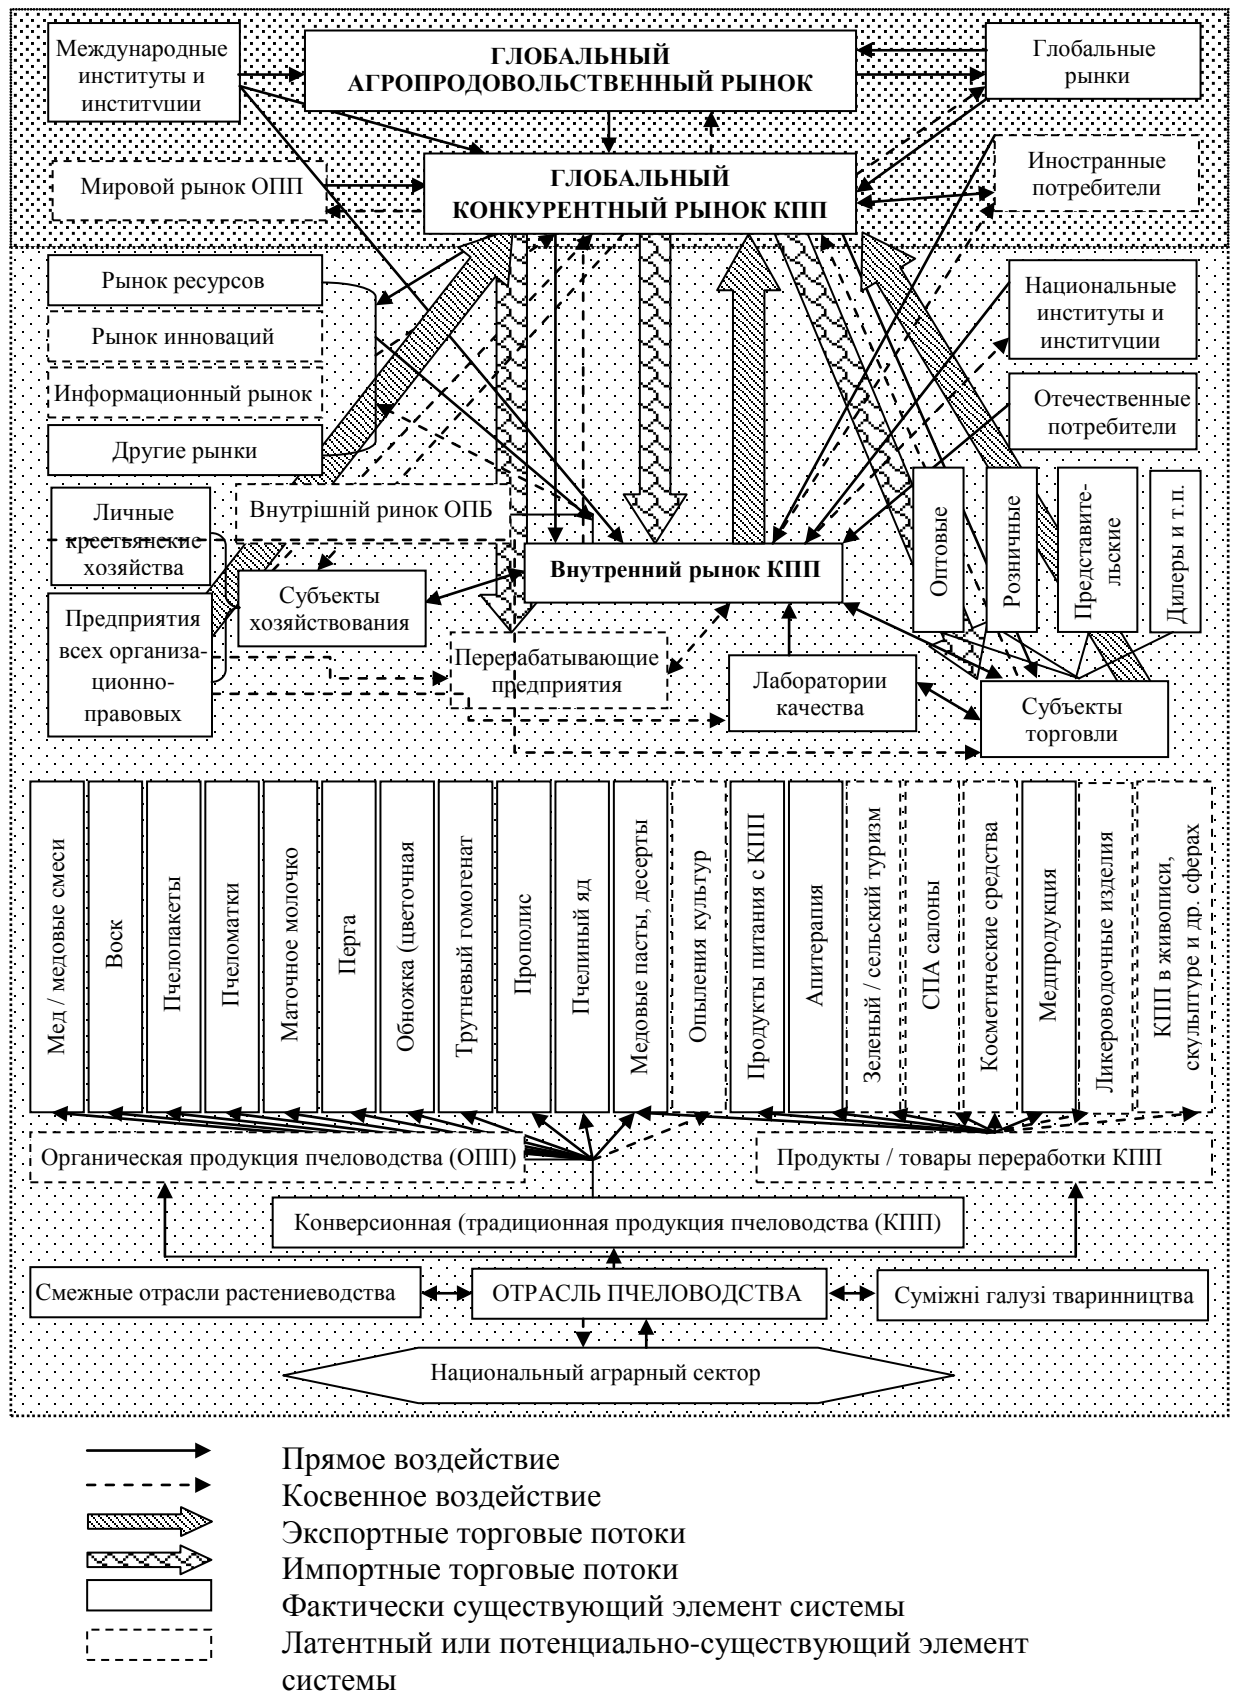 Международные
институты и
институции
ГЛОБАЛЬНЫЙ
АГРОПРОДОВОЛЬСТВЕННЫЙ РЫНОК
Глобальные
рынки
Мировой рынок ОПП
ГЛОБАЛЬНЫЙ
КОНКУРЕНТНЫЙ РЫНОК КПП
Иностранные
потребители
Рынок ресурсов
Рынок инноваций
Информационный рынок
Другие рынки
Национальные
институты и
институции
Отечественные
потребители
Личные
крестьянские
хозяйства
Внутрішній ринок ОПБ
Внутренний рынок КПП
Оптовые
Розничные
Представите-
льские
Дилеры и т.п.
Предприятия
всех организа-
ционно-
правовых
Субъекты
хозяйствования
Перерабатывающие
предприятия
Лаборатории
качества
Субъекты
торговли
Мед / медовые смеси
Воск
Пчелопакеты
Пчеломатки
Маточное молочко
Перга
Обножка (цветочная
Трутневый гомогенат
Прополис
Пчелиный яд
Медовые пасты, десерты
Опыления культур
Продукты питания с КПП
Апитерапия
Зеленый / сельский туризм
СПА салоны
Косметические средства
Медпродукция
Ликероводочные изделия
КПП в живописи,
скульптуре и др. сферах
Органическая продукция пчеловодства (ОПП)
Продукты / товары переработки КПП
Конверсионная (традиционная продукция пчеловодства (КПП)
Смежные отрасли растениеводства
ОТРАСЛЬ ПЧЕЛОВОДСТВА
Суміжні галузі тваринництва
Национальный аграрный сектор
Прямое воздействие
Косвенное воздействие
Экспортные торговые потоки
Импортные торговые потоки
Фактически существующий элемент системы
Латентный или потенциально-существующий элемент
системы